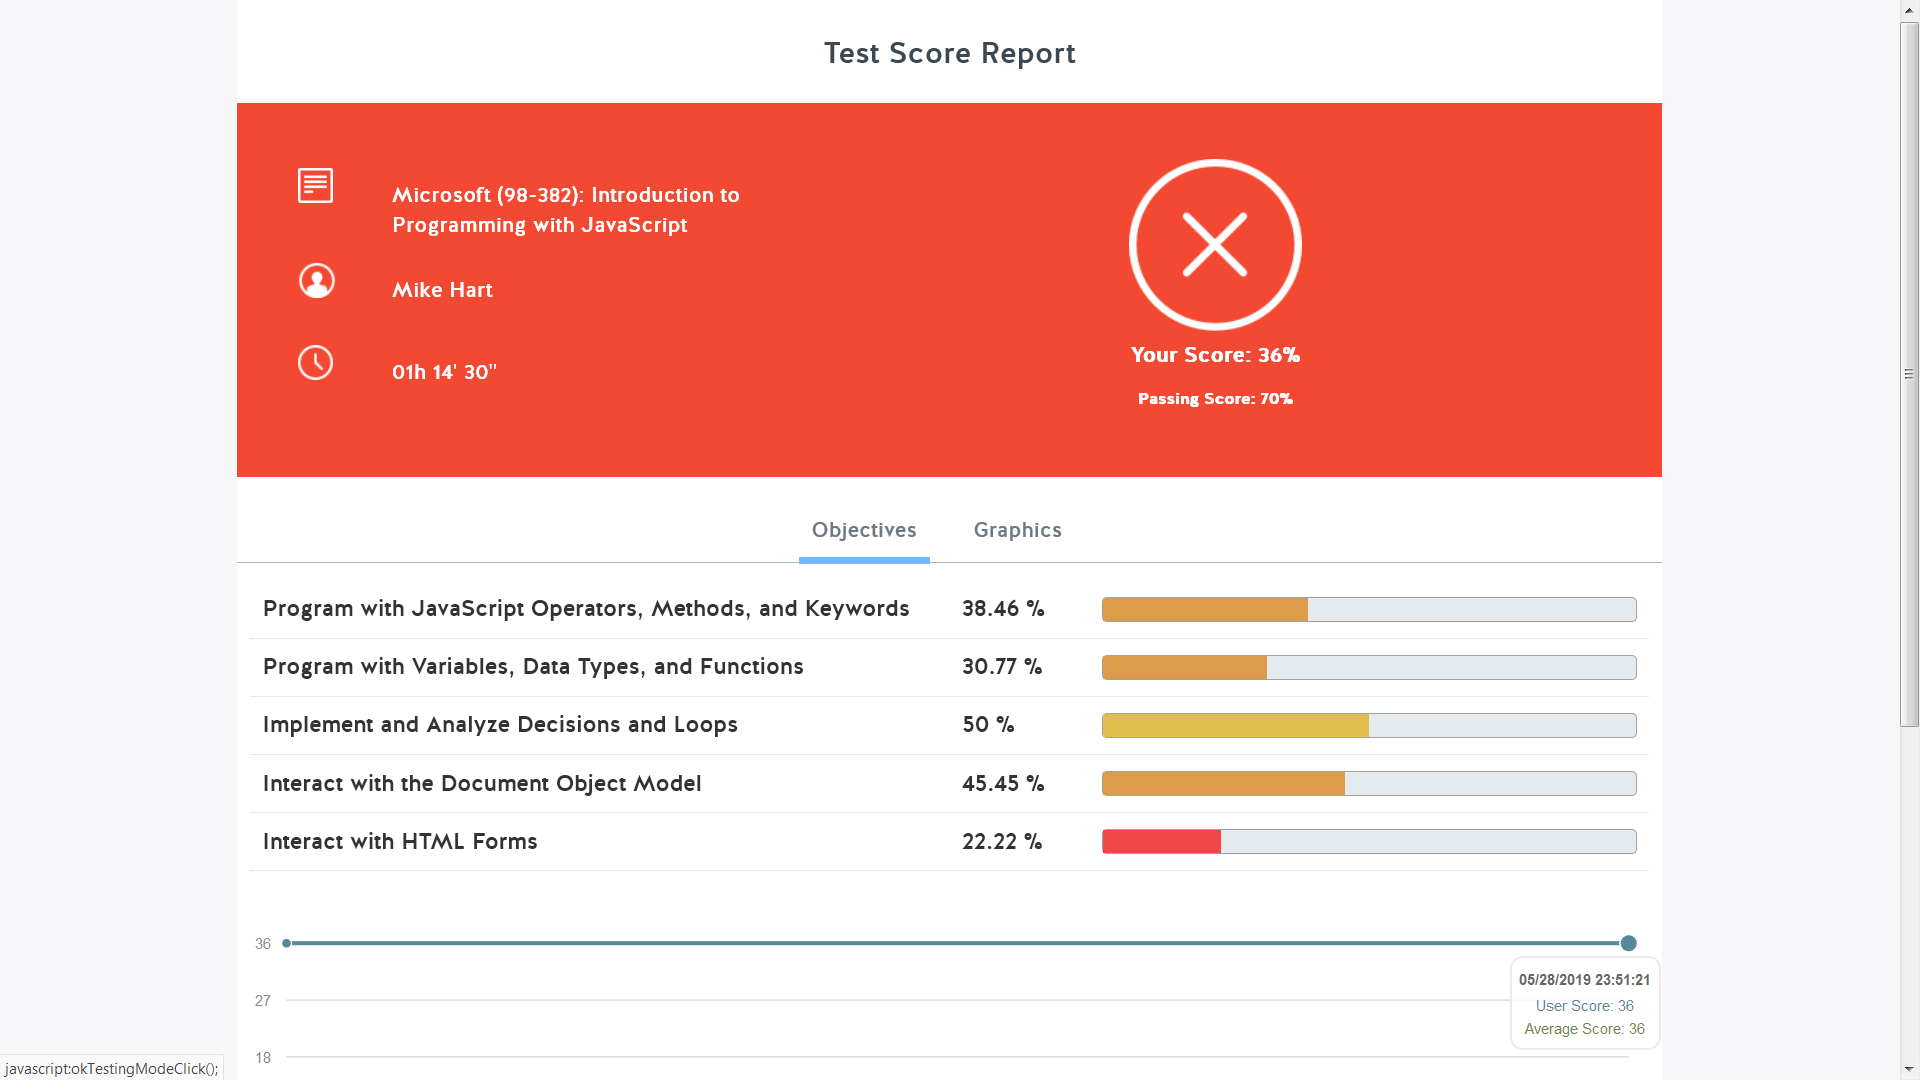 Test Score Report
Microsoft (98-382): Introduction to
Programming with JavaScript
Mike Hart
01h 14' 30"
Your Score: 36%
Passing Score: 70%
Objectives Graphics
Program with JavaScript Operators, Methods, and Keywords 38.46 %
Program with Variables, Data Types, and Functions 30.77 %
Implement and Analyze Decisions and Loops 50 %
Interact with the Document Object Model 45.45 %
Interact with HTML Forms 22.22 %
36
27
18
05/28/2019 23:51:21
User Score: 36
Average Score: 36
javascript:okTestingModeClick();